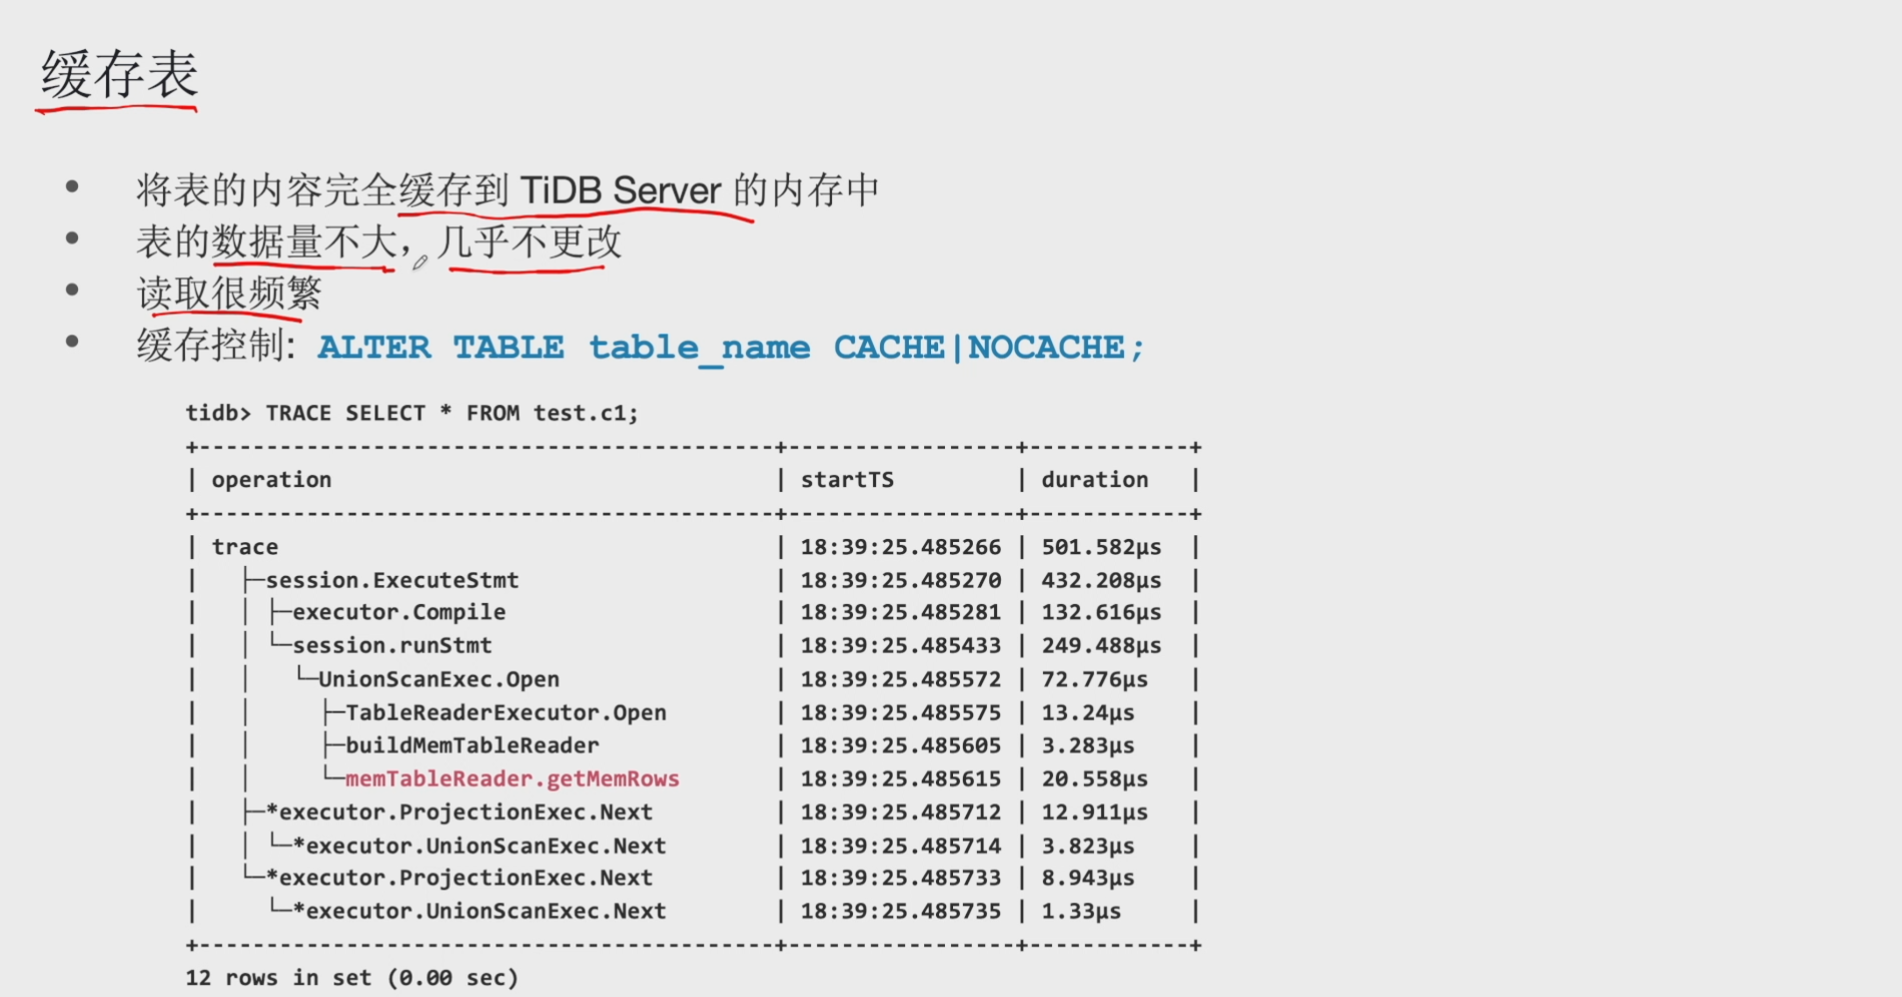 缓存表
• 将表的内容完全缓存到 TiDB Server 的内存中
• 表的数据量不大，几乎不更改
• 读取很频繁
• 缓存控制: ALTER TABLE table_name CACHE|NOCACHE;
tidb> TRACE SELECT * FROM test.c1;
+-------------------------------------------+-----------------+------------+
| operation                                 | startTS         | duration   |
+-------------------------------------------+-----------------+------------+
| trace                                     | 18:39:25.485266 | 501.582µs  |
|   ├─session.ExecuteStmt                   | 18:39:25.485270 | 432.208µs  |
|   │ ├─executor.Compile                    | 18:39:25.485281 | 132.616µs  |
|   │ └─session.runStmt                     | 18:39:25.485433 | 249.488µs  |
|   │   └─UnionScanExec.Open                | 18:39:25.485572 | 72.776µs   |
|   │     ├─TableReaderExecutor.Open        | 18:39:25.485575 | 13.24µs    |
|   │     ├─buildMemTableReader             | 18:39:25.485605 | 3.283µs    |
|   │     └─memTableReader.getMemRows       | 18:39:25.485615 | 20.558µs   |
|   ├─*executor.ProjectionExec.Next         | 18:39:25.485712 | 12.911µs   |
|   │ └─*executor.UnionScanExec.Next        | 18:39:25.485714 | 3.823µs    |
|   └─*executor.ProjectionExec.Next         | 18:39:25.485733 | 8.943µs    |
|     └─*executor.UnionScanExec.Next        | 18:39:25.485735 | 1.33µs     |
+-------------------------------------------+-----------------+------------+
12 rows in set (0.00 sec)